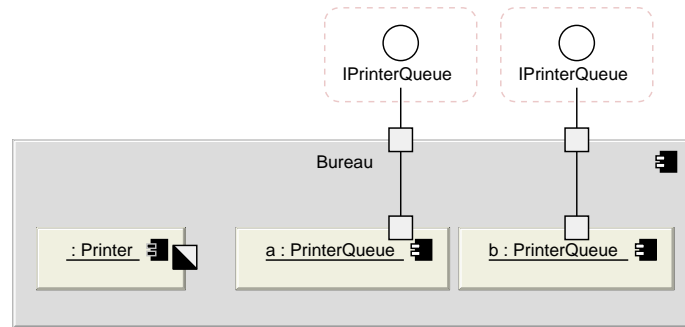 IPrinterQueue
IPrinterQueue
Bureau
: Printer
a : PrinterQueue
b : PrinterQueue